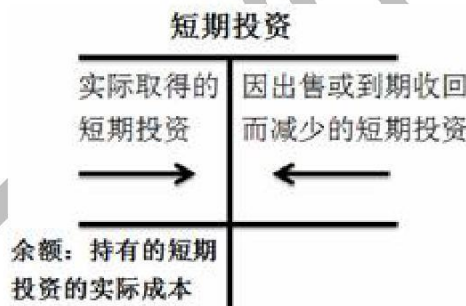 短期投资
实际取得的
短期投资
因出售或到期收回
而减少的短期投资
余额：持有的短期
投资的实际成本